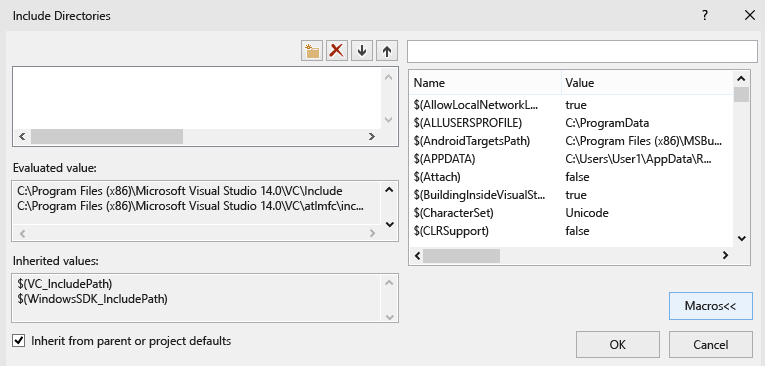 Include Directories
Evaluated value:
C:\Program Files (x86)\Microsoft Visual Studio 14.0\VC\Include
C:\Program Files (x86)\Microsoft Visual Studio 14.0\VC\atlmfc\inc...
Inherited values:
$(VC_IncludePath)
$(WindowsSDK_IncludePath)
Inherit from parent or project defaults
Name Value
$(AllowLocalNetworkL... true
$(ALLUSERSPROFILE) C:\ProgramData
$(AndroidTargetsPath) C:\Program Files (x86)\MSBu...
$(APPDATA) C:\Users\User1\AppData\R...
$(Attach) false
$(BuildingInsideVisualSt... true
$(CharacterSet) Unicode
$(CLRSupport) false
Macros<<
OK Cancel